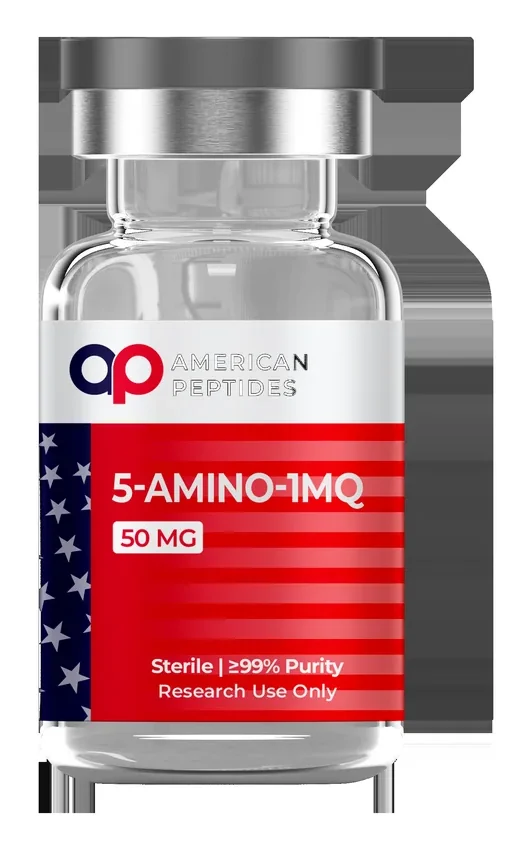 ap
AMERICAN
PEPTIDES
5-AMINO-1MQ
50 MG
Sterile | ≥99% Purity
Research Use Only